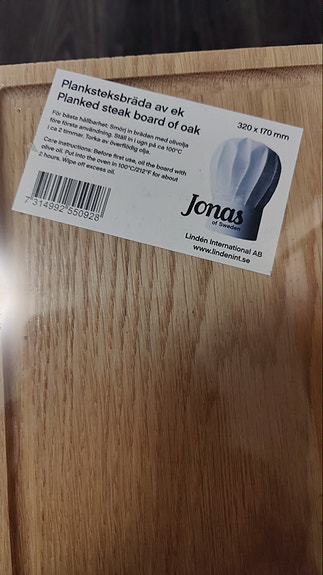 Planksteksbräda av ek
Planked steak board of oak
320 x 170 mm
För bästa hållbarhet: Smörj in brädan med olivolja
före första användning. Ställ in i ugn på ca 100°C
i ca 2 timmar. Torka av överflödig olja.
Care instructions: Before first use, oil the board with
olive oil. Put into the oven in 100°C/212°F for about
2 hours. Wipe off excess oil.
7 314992 550928
Jonas
of Sweden
Lindén International AB
www.lindenint.se